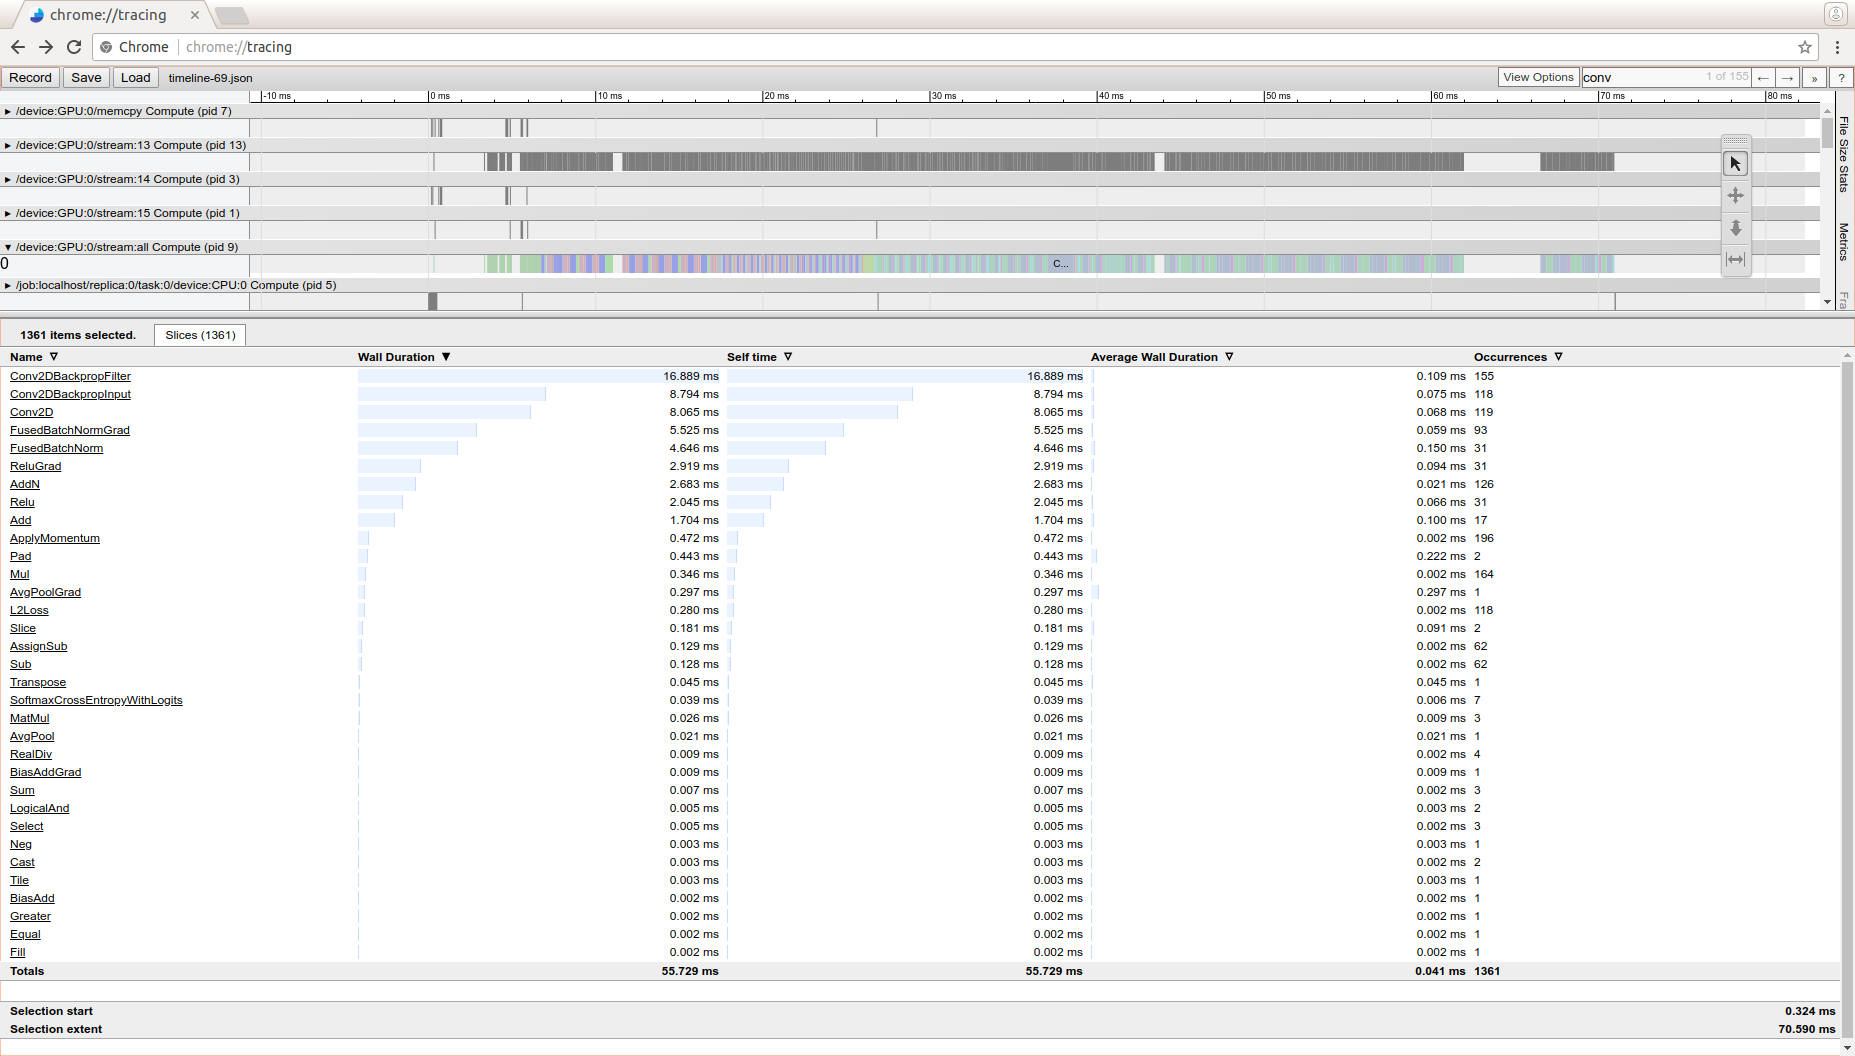 chrome://tracing
Chrome chrome://tracing
Record Save Load timeline-69.json View Options conv 1 of 155 ← → » ?
-10 ms 0 ms 10 ms 20 ms 30 ms 40 ms 50 ms 60 ms 70 ms 80 ms
/device:GPU:0/memcpy Compute (pid 7)
/device:GPU:0/stream:13 Compute (pid 13)
/device:GPU:0/stream:14 Compute (pid 3)
/device:GPU:0/stream:15 Compute (pid 1)
/device:GPU:0/stream:all Compute (pid 9)
0 C...
/job:localhost/replica:0/task:0/device:CPU:0 Compute (pid 5)
File Size Stats
Metrics
Fra
1361 items selected. Slices (1361)
Name Wall Duration Self time Average Wall Duration Occurrences
Conv2DBackpropFilter 16.889 ms 16.889 ms 0.109 ms 155
Conv2DBackpropInput 8.794 ms 8.794 ms 0.075 ms 118
Conv2D 8.065 ms 8.065 ms 0.068 ms 119
FusedBatchNormGrad 5.525 ms 5.525 ms 0.059 ms 93
FusedBatchNorm 4.646 ms 4.646 ms 0.150 ms 31
ReluGrad 2.919 ms 2.919 ms 0.094 ms 31
AddN 2.683 ms 2.683 ms 0.021 ms 126
Relu 2.045 ms 2.045 ms 0.066 ms 31
Add 1.704 ms 1.704 ms 0.100 ms 17
ApplyMomentum 0.472 ms 0.472 ms 0.002 ms 196
Pad 0.443 ms 0.443 ms 0.222 ms 2
Mul 0.346 ms 0.346 ms 0.002 ms 164
AvgPoolGrad 0.297 ms 0.297 ms 0.297 ms 1
L2Loss 0.280 ms 0.280 ms 0.002 ms 118
Slice 0.181 ms 0.181 ms 0.091 ms 2
AssignSub 0.129 ms 0.129 ms 0.002 ms 62
Sub 0.128 ms 0.128 ms 0.002 ms 62
Transpose 0.045 ms 0.045 ms 0.045 ms 1
SoftmaxCrossEntropyWithLogits 0.039 ms 0.039 ms 0.006 ms 7
MatMul 0.026 ms 0.026 ms 0.009 ms 3
AvgPool 0.021 ms 0.021 ms 0.021 ms 1
RealDiv 0.009 ms 0.009 ms 0.002 ms 4
BiasAddGrad 0.009 ms 0.009 ms 0.009 ms 1
Sum 0.007 ms 0.007 ms 0.002 ms 3
LogicalAnd 0.005 ms 0.005 ms 0.003 ms 2
Select 0.005 ms 0.005 ms 0.002 ms 3
Neg 0.003 ms 0.003 ms 0.003 ms 1
Cast 0.003 ms 0.003 ms 0.002 ms 2
Tile 0.003 ms 0.003 ms 0.003 ms 1
BiasAdd 0.002 ms 0.002 ms 0.002 ms 1
Greater 0.002 ms 0.002 ms 0.002 ms 1
Equal 0.002 ms 0.002 ms 0.002 ms 1
Fill 0.002 ms 0.002 ms 0.002 ms 1
Totals 55.729 ms 55.729 ms 0.041 ms 1361
Selection start 0.324 ms
Selection extent 70.590 ms